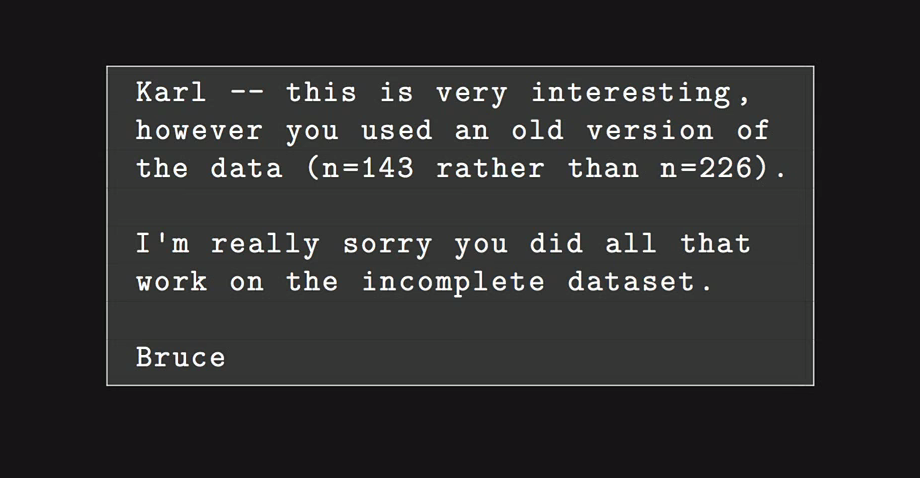 Karl -- this is very interesting,
however you used an old version of
the data (n=143 rather than n=226).
I'm really sorry you did all that
work on the incomplete dataset.
Bruce